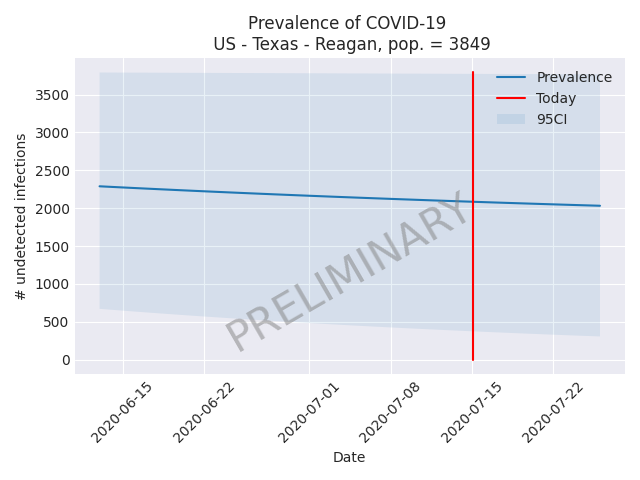 Prevalence of COVID-19
US - Texas - Reagan, pop. = 3849
Prevalence
Today
95CI
# undetected infections
3500
3000
2500
2000
1500
1000
500
0
PRELIMINARY
2020-06-15
2020-06-22
2020-07-01
2020-07-08
2020-07-15
2020-07-22
Date